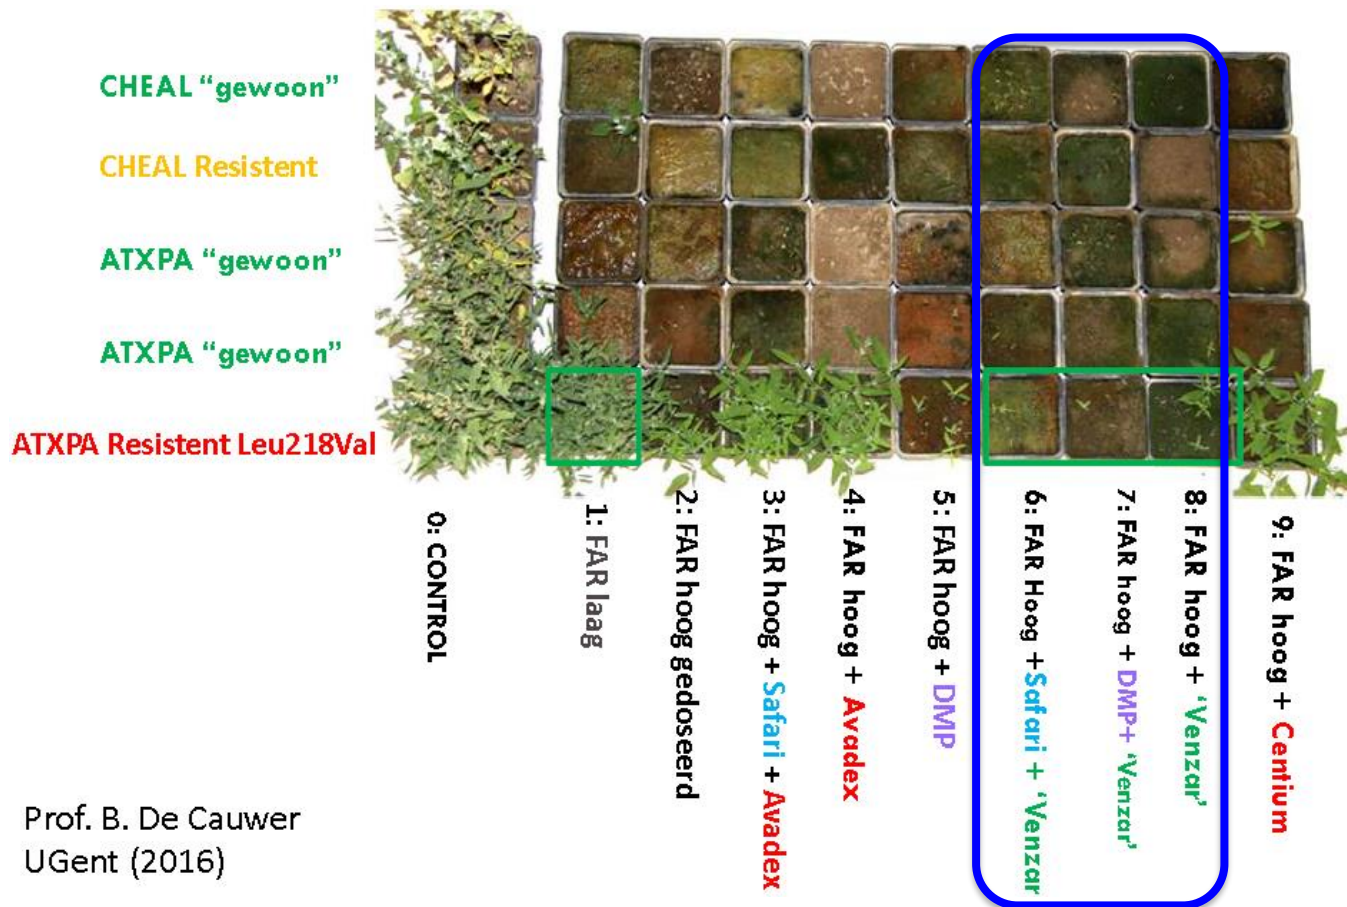 CHEAL “gewoon”
CHEAL Resistent
ATXPA “gewoon”
ATXPA “gewoon”
ATXPA Resistent Leu218Val
0: CONTROL
1: FAR laag
2: FAR hoog gedoseerd
3: FAR hoog + Safari + Avadex
4: FAR hoog + Avadex
5: FAR hoog + DMP
6: FAR Hoog +Safari + ‘Venzar
7: FAR hoog + DMP+ ‘Venzar’
8: FAR hoog + ‘Venzar’
9: FAR hoog + Centium
Prof. B. De Cauwer
UGent (2016)